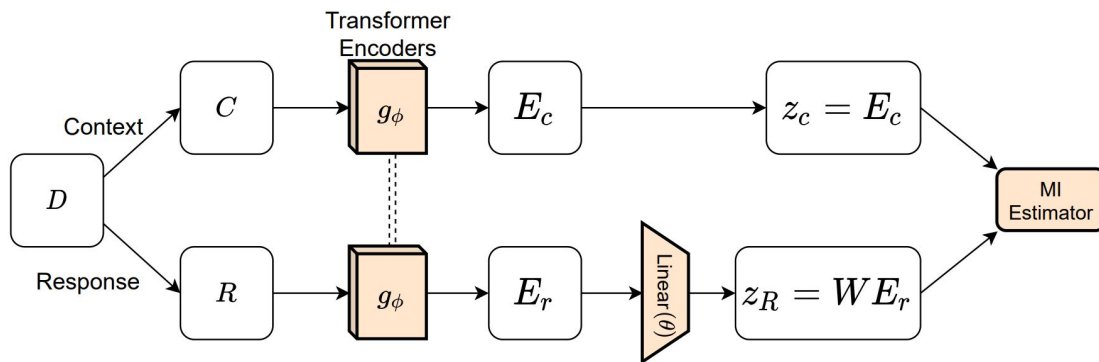 Transformer
Encoders
C
g_ϕ
E_c
z_c = E_c
Context
D
MI
Estimator
Response
R
g_ϕ
E_r
Linear(θ)
z_R = WE_r